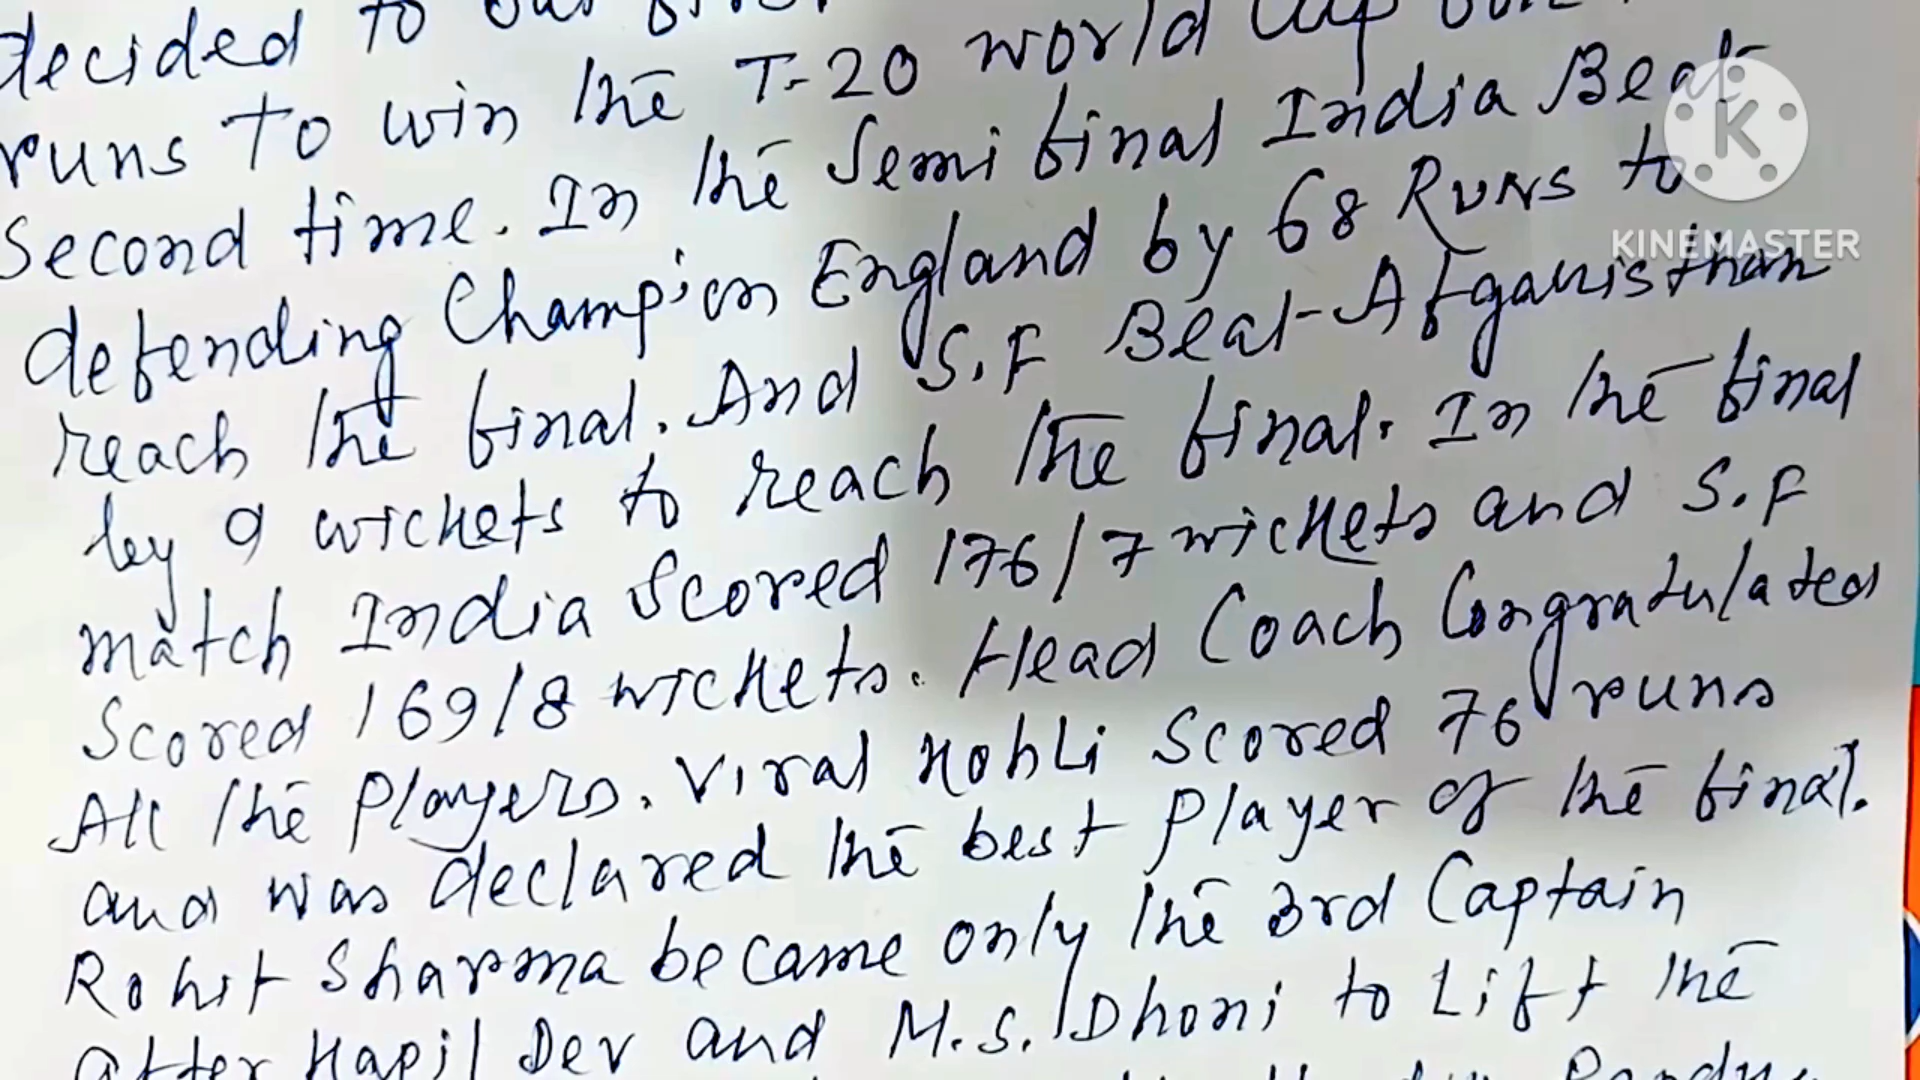 decided to
runs to win the T-20 world Cup
Second time. In the Semi final India Beat
defending Champion England by 68 Runs to
reach the final. And S.F Beat Afganisthan
by 9 wickets to reach the final. In the final
match India Scored 176/7 wickets and S.F
Scored 169/8 wickets. Head Coach Congratulated
All the players. Viral Kohli Scored 76 runs
and was declared the best player of the final.
Rohit Sharma became only the 3rd Captain
after Kapil Dev and M.S. Dhoni to Lift the
K
KINEMASTER